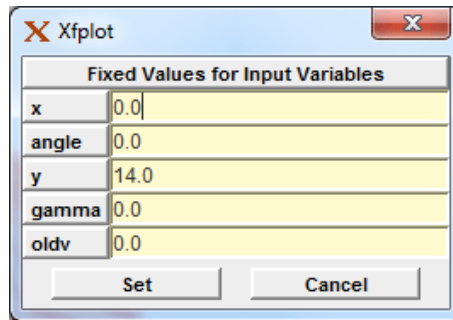 Xfplot
Fixed Values for Input Variables
x 0.0
angle 0.0
y 14.0
gamma 0.0
oldv 0.0
Set Cancel